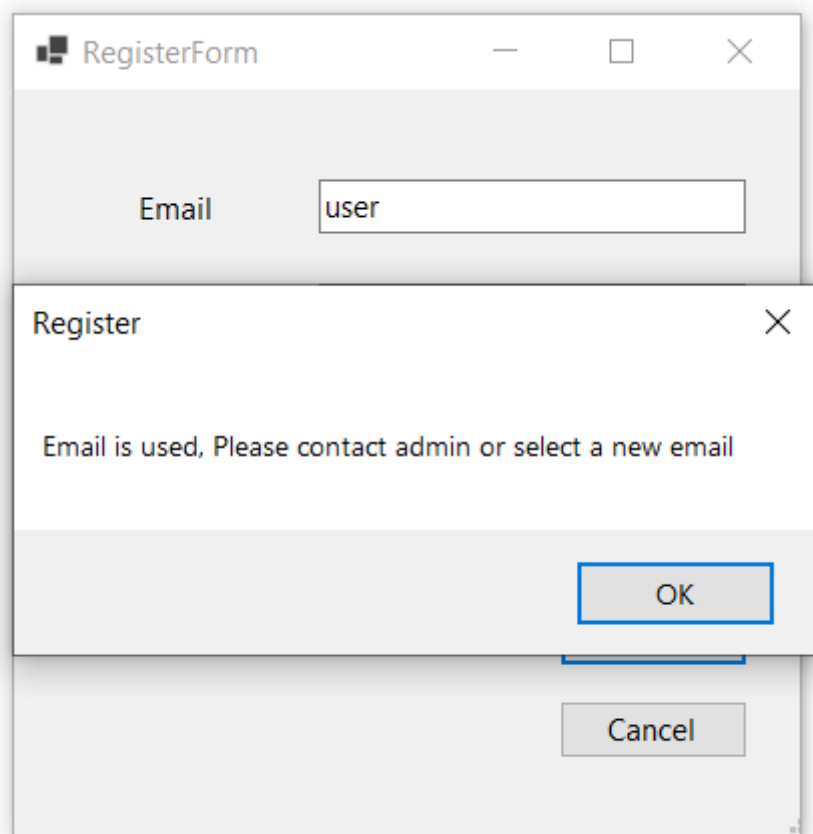 RegisterForm
Email
user
Register
Email is used, Please contact admin or select a new email
OK
Cancel